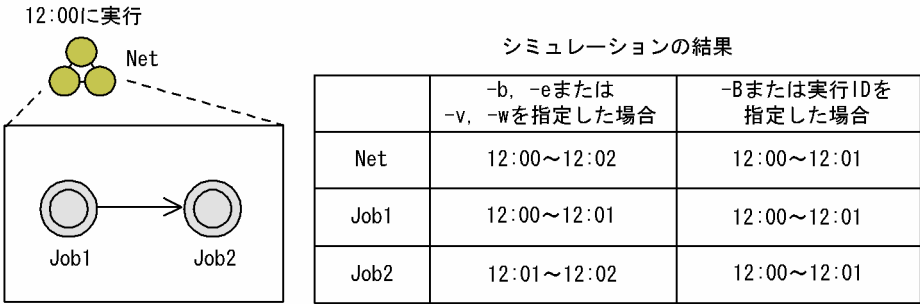 12:00に実行
Net
Job1
Job2
シミュレーションの結果
-b, -eまたは
-v, -wを指定した場合
-Bまたは実行IDを
指定した場合
Net
12:00～12:02
12:00～12:01
Job1
12:00～12:01
12:00～12:01
Job2
12:01～12:02
12:00～12:01